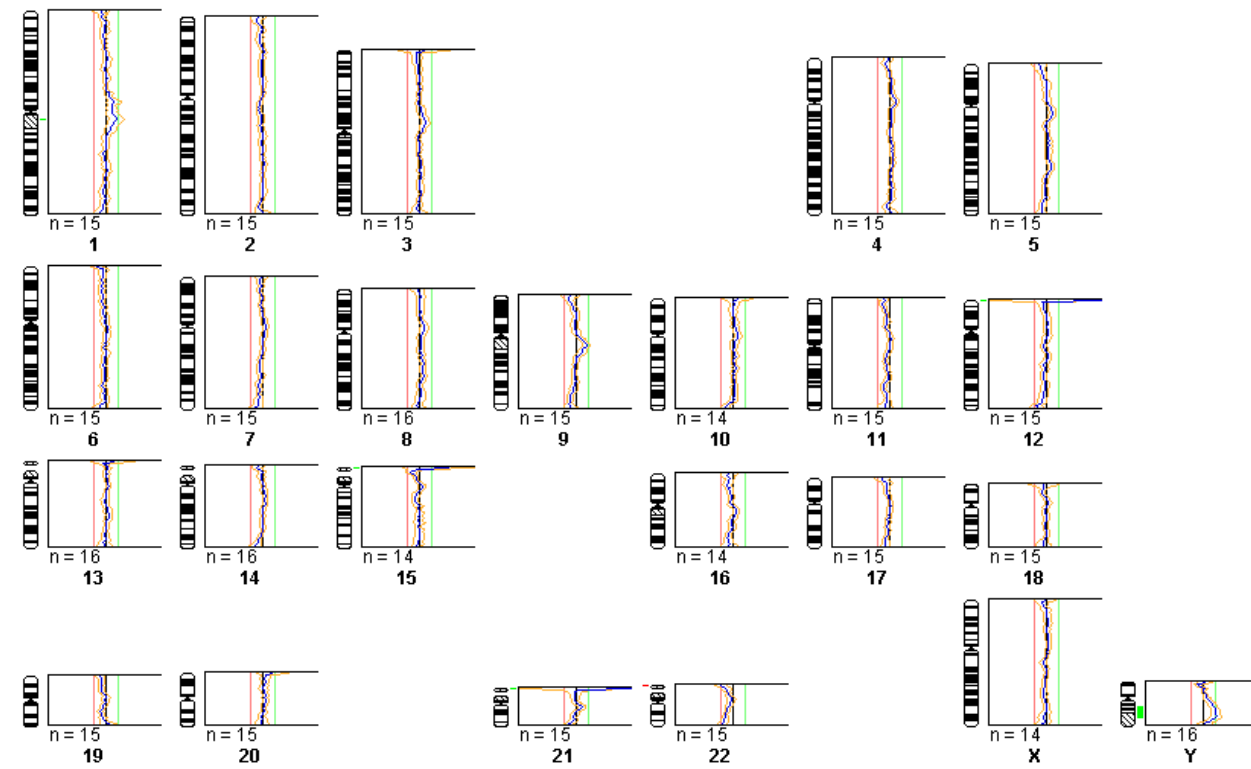 n = 15
1
n = 15
2
n = 15
3
n = 15
4
n = 15
5
n = 15
6
n = 15
7
n = 16
8
n = 15
9
n = 14
10
n = 15
11
n = 15
12
n = 16
13
n = 16
14
n = 14
15
n = 14
16
n = 15
17
n = 15
18
n = 15
19
n = 15
20
n = 15
21
n = 15
22
n = 14
X
n = 16
Y